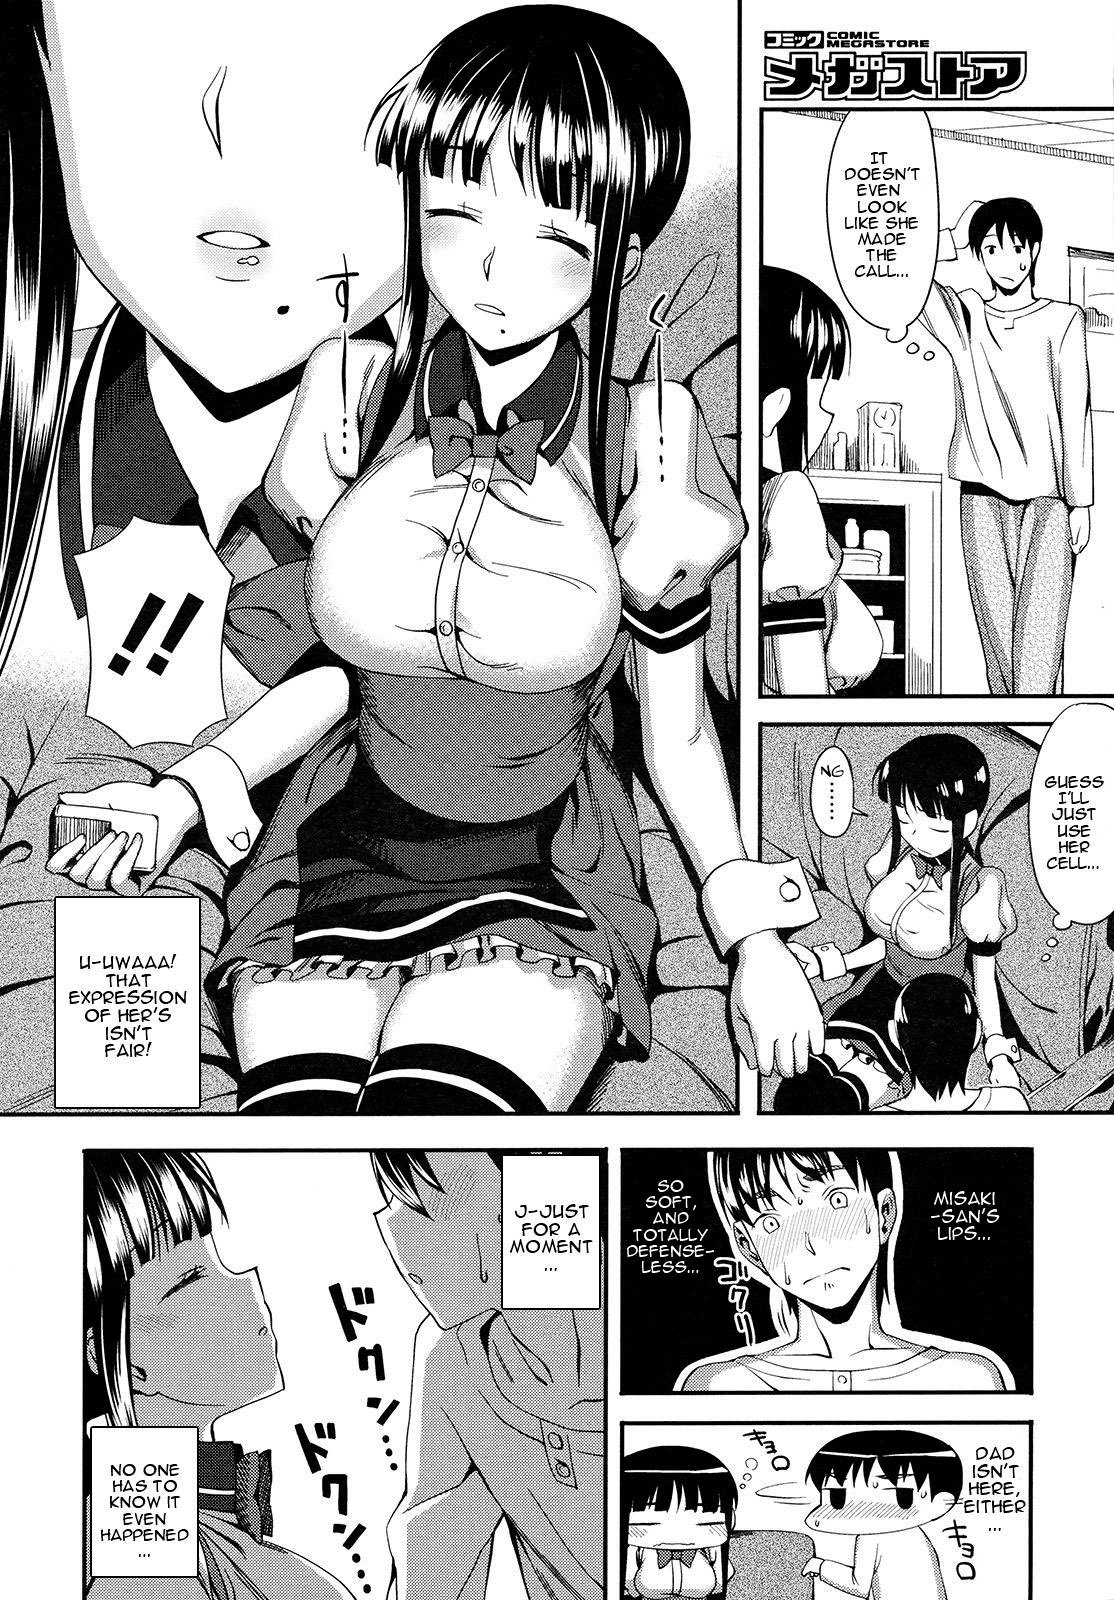 コミック
COMIC
MEGASTORE
メガストア
IT
DOESN'T
EVEN
LOOK
LIKE SHE
MADE
THE
CALL...
GUESS
I'LL
JUST
USE
HER
CELL...
NG
........
す
...
く
...
!!
U-UWAAA!
THAT
EXPRESSION
OF HER'S
ISN'T
FAIR!
MISAKI
-SAN'S
LIPS...
SO
SOFT,
AND
TOTALLY
DEFENSE-
LESS...
ゴクリ
DAD
ISN'T
HERE,
EITHER
...
キョロ
キョロ
J-JUST
FOR A
MOMENT
...
ドクン...
ドクン...
NO ONE
HAS TO
KNOW IT
EVEN
HAPPENED
...